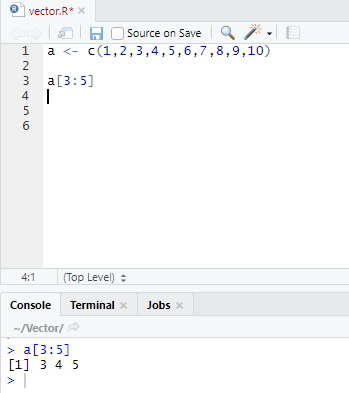 vector.R*
Source on Save
1 a <- c(1,2,3,4,5,6,7,8,9,10)
2
3 a[3:5]
4
5
6
4:1 (Top Level)
Console Terminal Jobs
~/Vector/
> a[3:5]
[1] 3 4 5
>